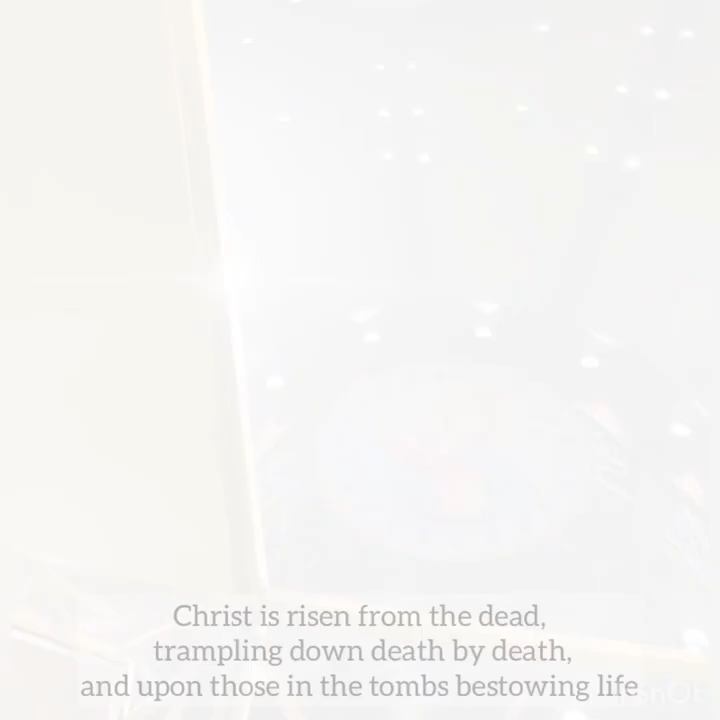 Christ is risen from the dead,
trampling down death by death,
and upon those in the tombs bestowing life